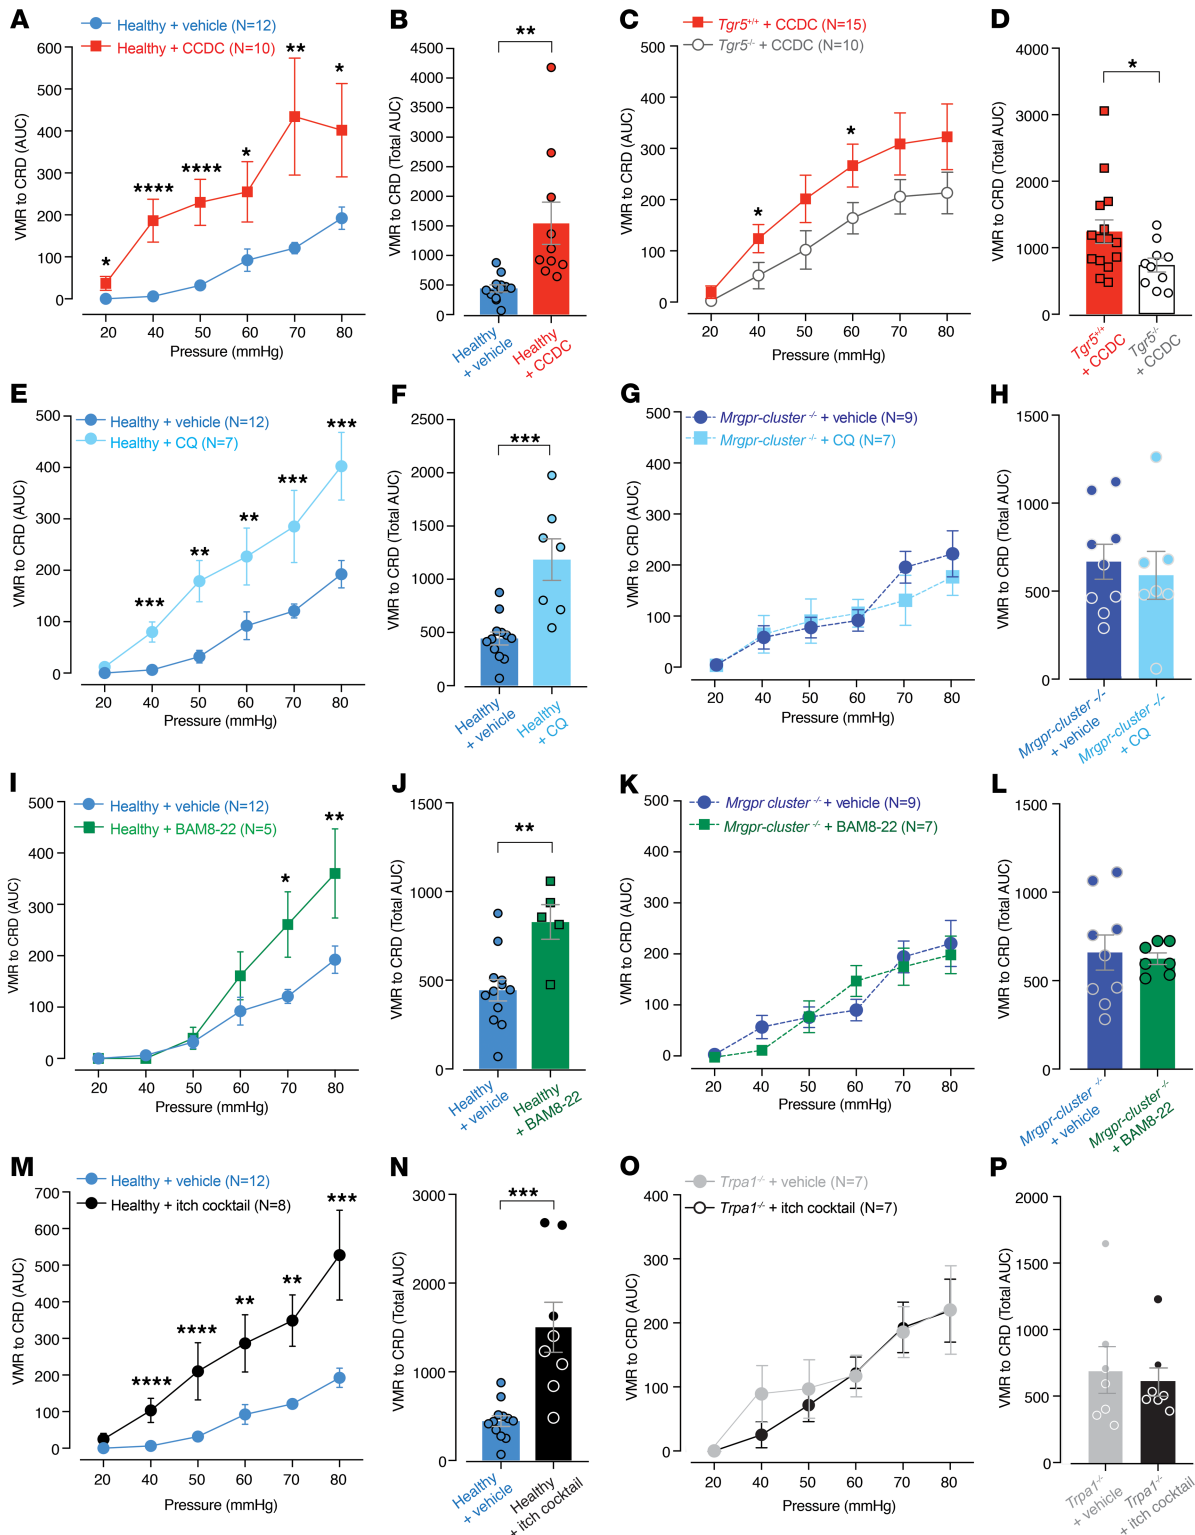 A
Healthy + vehicle (N=12)
Healthy + CCDC (N=10)
VMR to CRD (AUC)
600
500
400
300
200
100
0
* **** **** * ** *
20 40 50 60 70 80
Pressure (mmHg)
B
**
VMR to CRD (Total AUC)
4500
4000
3500
3000
2500
2000
1500
1000
500
0
Healthy
+ vehicle
Healthy
+ CCDC
C
Tgr5+/+ + CCDC (N=15)
Tgr5-/- + CCDC (N=10)
VMR to CRD (AUC)
500
400
300
200
100
0
* *
20 40 50 60 70 80
Pressure (mmHg)
D
*
VMR to CRD (Total AUC)
4000
3000
2000
1000
0
Tgr5+/+
+ CCDC
Tgr5-/-
+ CCDC
E
Healthy + vehicle (N=12)
Healthy + CQ (N=7)
VMR to CRD (AUC)
500
400
300
200
100
0
*** ** ** *** ***
20 40 50 60 70 80
Pressure (mmHg)
F
***
VMR to CRD (Total AUC)
2500
2000
1500
1000
500
0
Healthy
+ vehicle
Healthy
+ CQ
G
Mrgpr-cluster -/- + vehicle (N=9)
Mrgpr-cluster -/- + CQ (N=7)
VMR to CRD (AUC)
500
400
300
200
100
0
20 40 50 60 70 80
Pressure (mmHg)
H
VMR to CRD (Total AUC)
1500
1000
500
0
Mrgpr-cluster -/-
+ vehicle
Mrgpr-cluster -/-
+ CQ
I
Healthy + vehicle (N=12)
Healthy + BAM8-22 (N=5)
VMR to CRD (AUC)
500
400
300
200
100
0
* **
20 40 50 60 70 80
Pressure (mmHg)
J
**
VMR to CRD (Total AUC)
1500
1000
500
0
Healthy
+ vehicle
Healthy
+ BAM8-22
K
Mrgpr cluster -/- + vehicle (N=9)
Mrgpr-cluster -/- + BAM8-22 (N=7)
VMR to CRD (AUC)
500
400
300
200
100
0
20 40 50 60 70 80
Pressure (mmHg)
L
VMR to CRD (Total AUC)
1500
1000
500
0
Mrgpr-cluster -/-
+ vehicle
Mrgpr-cluster -/-
+ BAM8-22
M
Healthy + vehicle (N=12)
Healthy + itch cocktail (N=8)
VMR to CRD (AUC)
700
600
500
400
300
200
100
0
**** **** ** ** ***
20 40 50 60 70 80
Pressure (mmHg)
N
***
VMR to CRD (Total AUC)
3000
2000
1000
0
Healthy
+ vehicle
Healthy
+ itch cocktail
O
Trpa1-/- + vehicle (N=7)
Trpa1-/- + itch cocktail (N=7)
VMR to CRD (AUC)
400
300
200
100
0
20 40 50 60 70 80
Pressure (mmHg)
P
VMR to CRD (Total AUC)
2000
1500
1000
500
0
Trpa1-/-
+ vehicle
Trpa1-/-
+ itch cocktail